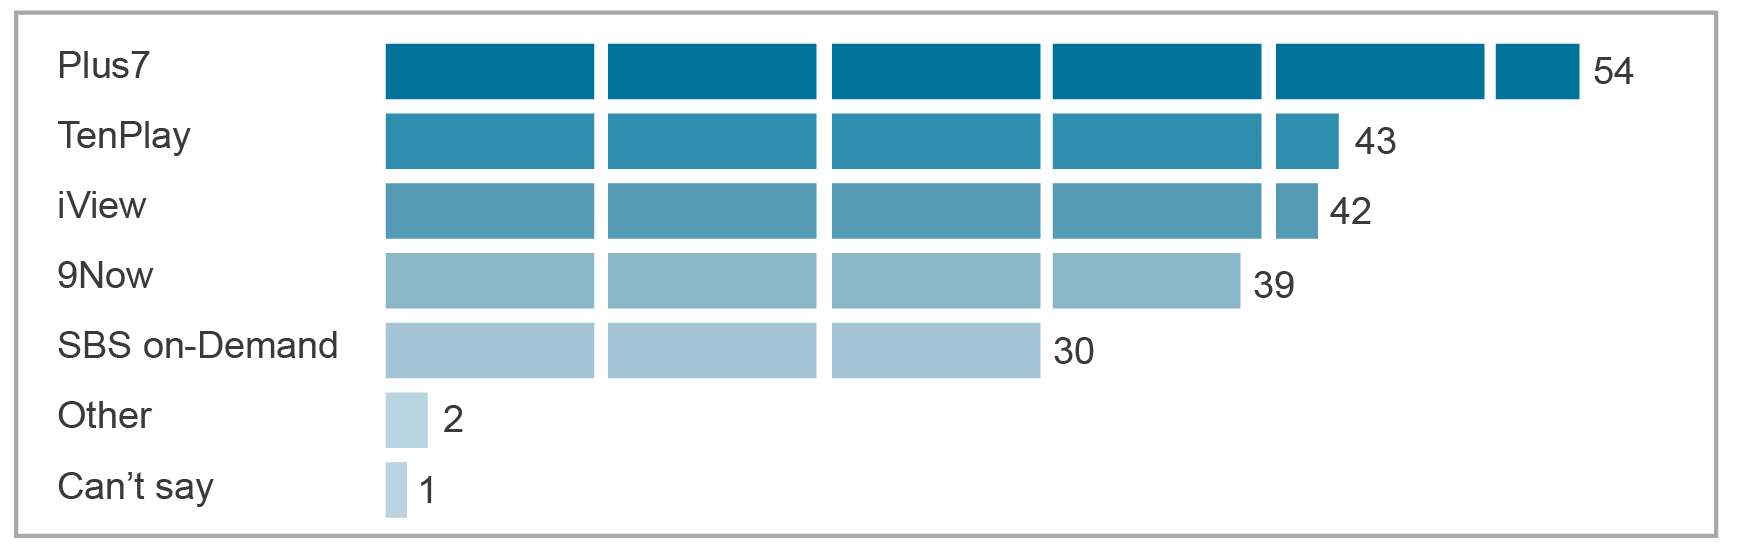 Plus7 54
TenPlay 43
iView 42
9Now 39
SBS on-Demand 30
Other 2
Can’t say 1